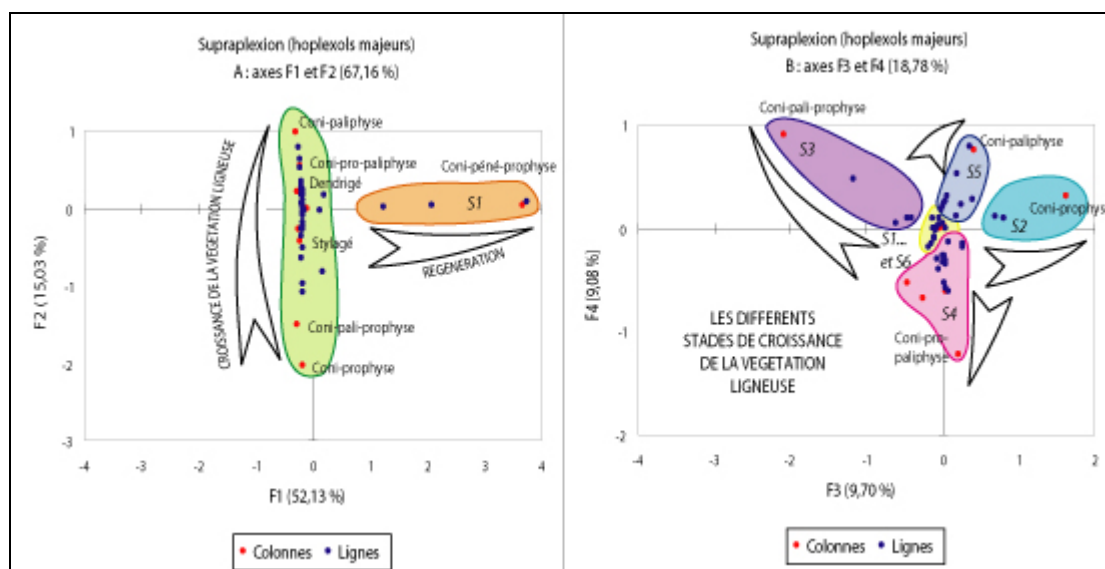 Supraplexion (hoplexols majeurs)
A : axes F1 et F2 (67,16 %)
Coni-paliphyse
Coni-pro-paliphyse
Dendrigé
Coni-péné-prophyse
S1
Stylagé
REGENERATION
CROISSANCE DE LA VEGETATION LIGNEUSE
Coni-pali-prophyse
Coni-prophyse
F2 (15,03 %)
1
0
-1
-2
-3
-4
-3
-2
-1
0
1
2
3
4
F1 (52,13 %)
Colonnes
Lignes
Supraplexion (hoplexols majeurs)
B : axes F3 et F4 (18,78 %)
Coni-pali-prophyse
S3
Coni-paliphyse
S5
Coni-prophys
S2
S1...
et S6
S4
Coni-pro-
paliphyse
LES DIFFERENTS
STADES DE CROISSANCE
DE LA VEGETATION
LIGNEUSE
F4 (9,08 %)
1
0
-1
-2
-4
-3
-2
-1
0
1
2
F3 (9,70 %)
Colonnes
Lignes